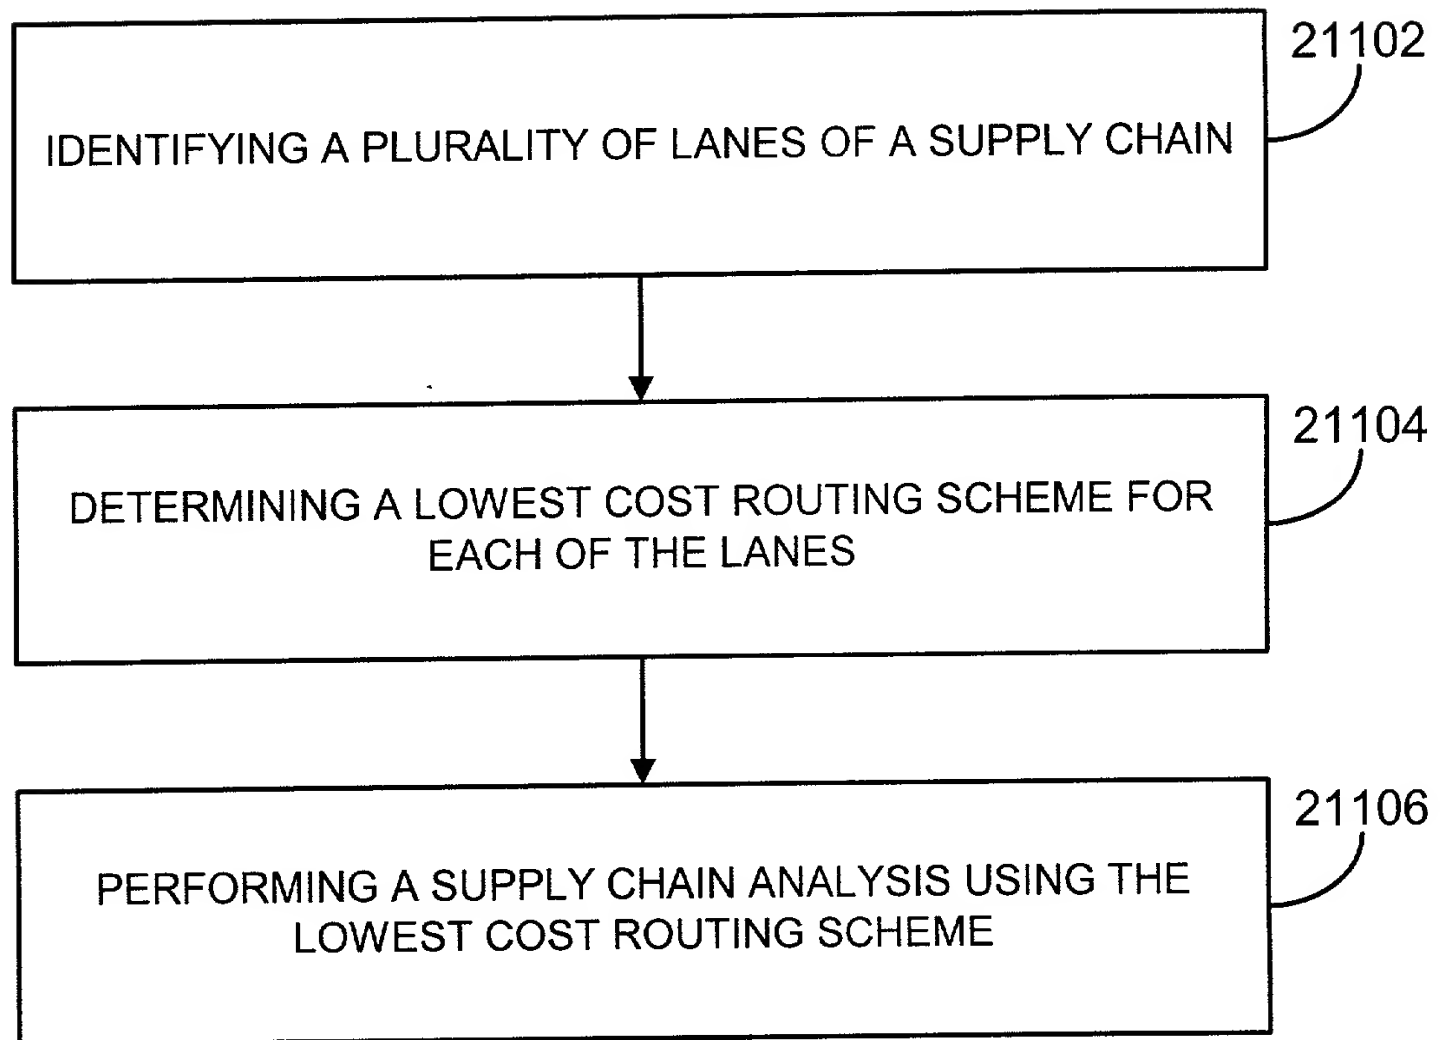 21102
IDENTIFYING A PLURALITY OF LANES OF A SUPPLY CHAIN
21104
DETERMINING A LOWEST COST ROUTING SCHEME FOR
EACH OF THE LANES
21106
PERFORMING A SUPPLY CHAIN ANALYSIS USING THE
LOWEST COST ROUTING SCHEME